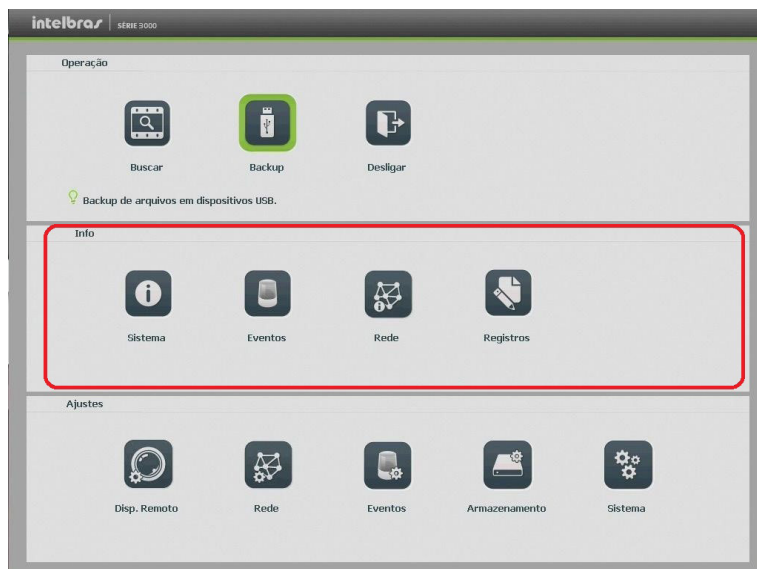 intelbras | SÉRIE 3000
Operação
Buscar Backup Desligar
Backup de arquivos em dispositivos USB.
Info
Sistema Eventos Rede Registros
Ajustes
Disp. Remoto Rede Eventos Armazenamento Sistema